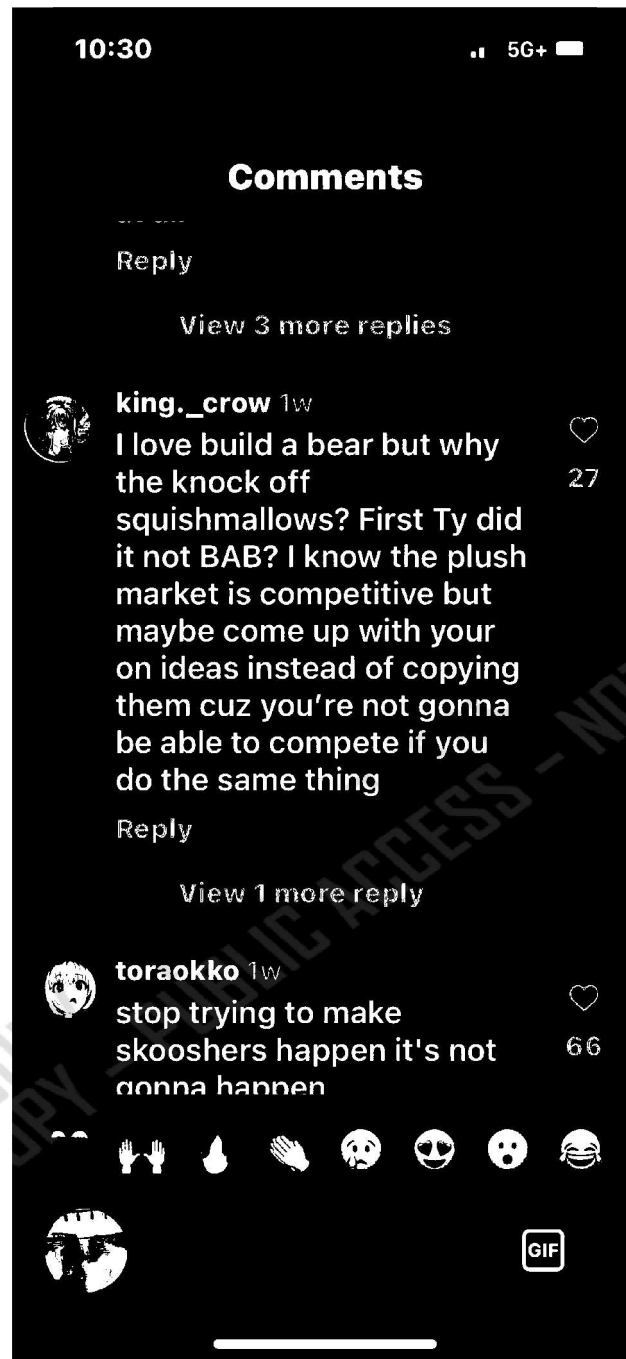 10:30
5G+
Comments
Reply
View 3 more replies
king._crow 1w
I love build a bear but why
the knock off
27
squishmallows? First Ty did
it not BAB? I know the plush
market is competitive but
maybe come up with your
on ideas instead of copying
them cuz you're not gonna
be able to compete if you
do the same thing
Reply
View 1 more reply
toraokko 1w
stop trying to make
skooshers happen it's not
66
gonna happen
GIF
PUBLIC ACCESS -